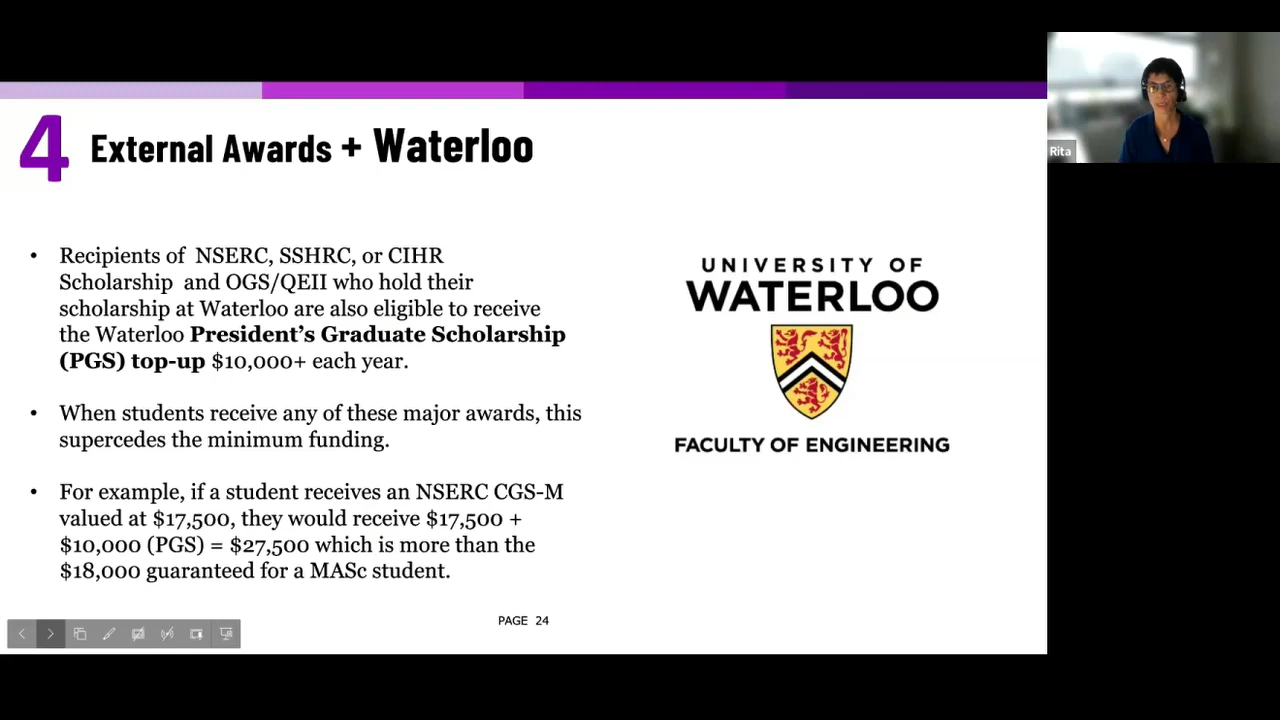 4 External Awards + Waterloo
• Recipients of NSERC, SSHRC, or CIHR
Scholarship and OGS/QEII who hold their
scholarship at Waterloo are also eligible to receive
the Waterloo President’s Graduate Scholarship
(PGS) top-up $10,000+ each year.
• When students receive any of these major awards, this
supercedes the minimum funding.
• For example, if a student receives an NSERC CGS-M
valued at $17,500, they would receive $17,500 +
$10,000 (PGS) = $27,500 which is more than the
$18,000 guaranteed for a MASc student.
UNIVERSITY OF
WATERLOO
FACULTY OF ENGINEERING
PAGE 24
Rita